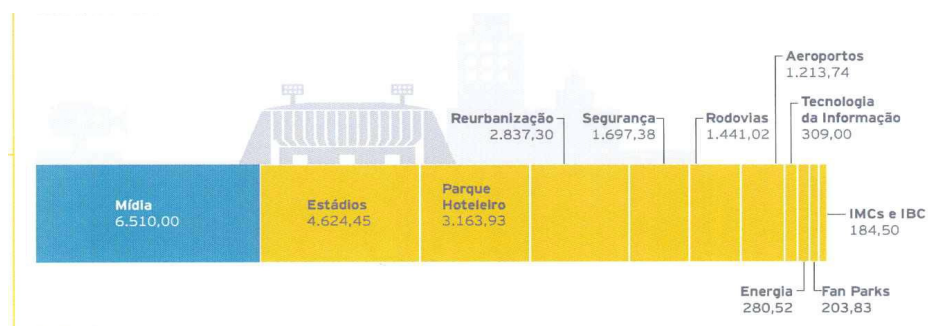 Aeroportos
1.213,74
Tecnologia
da Informação
309,00
Reurbanização
2.837,30
Segurança
1.697,38
Rodovias
1.441,02
Mídia
6.510,00
Estádios
4.624,45
Parque
Hoteleiro
3.163,93
IMCs e IBC
184,50
Energia
280,52
Fan Parks
203,83